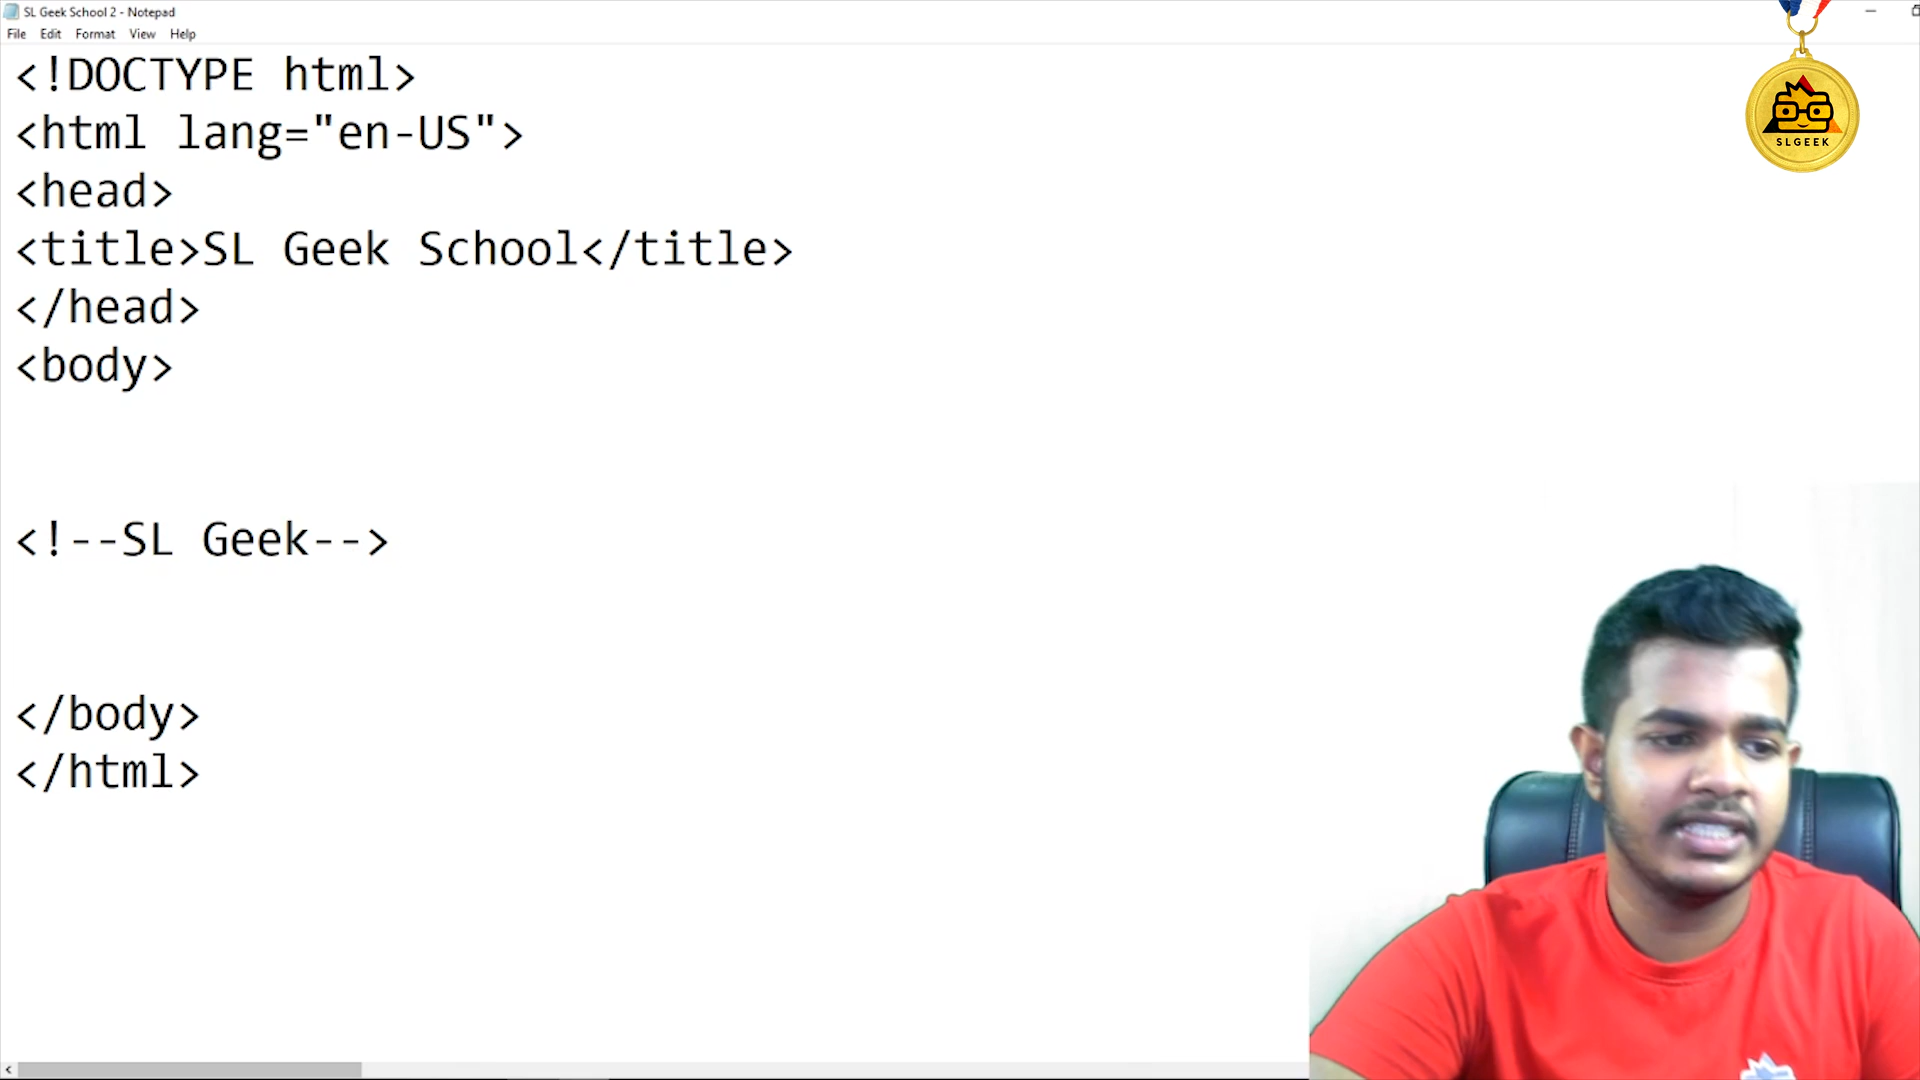 SL Geek School 2 - Notepad
File Edit Format View Help
<!DOCTYPE html>
<html lang="en-US">
<head>
<title>SL Geek School</title>
</head>
<body>
<!--SL Geek-->
</body>
</html>
SLGEEK